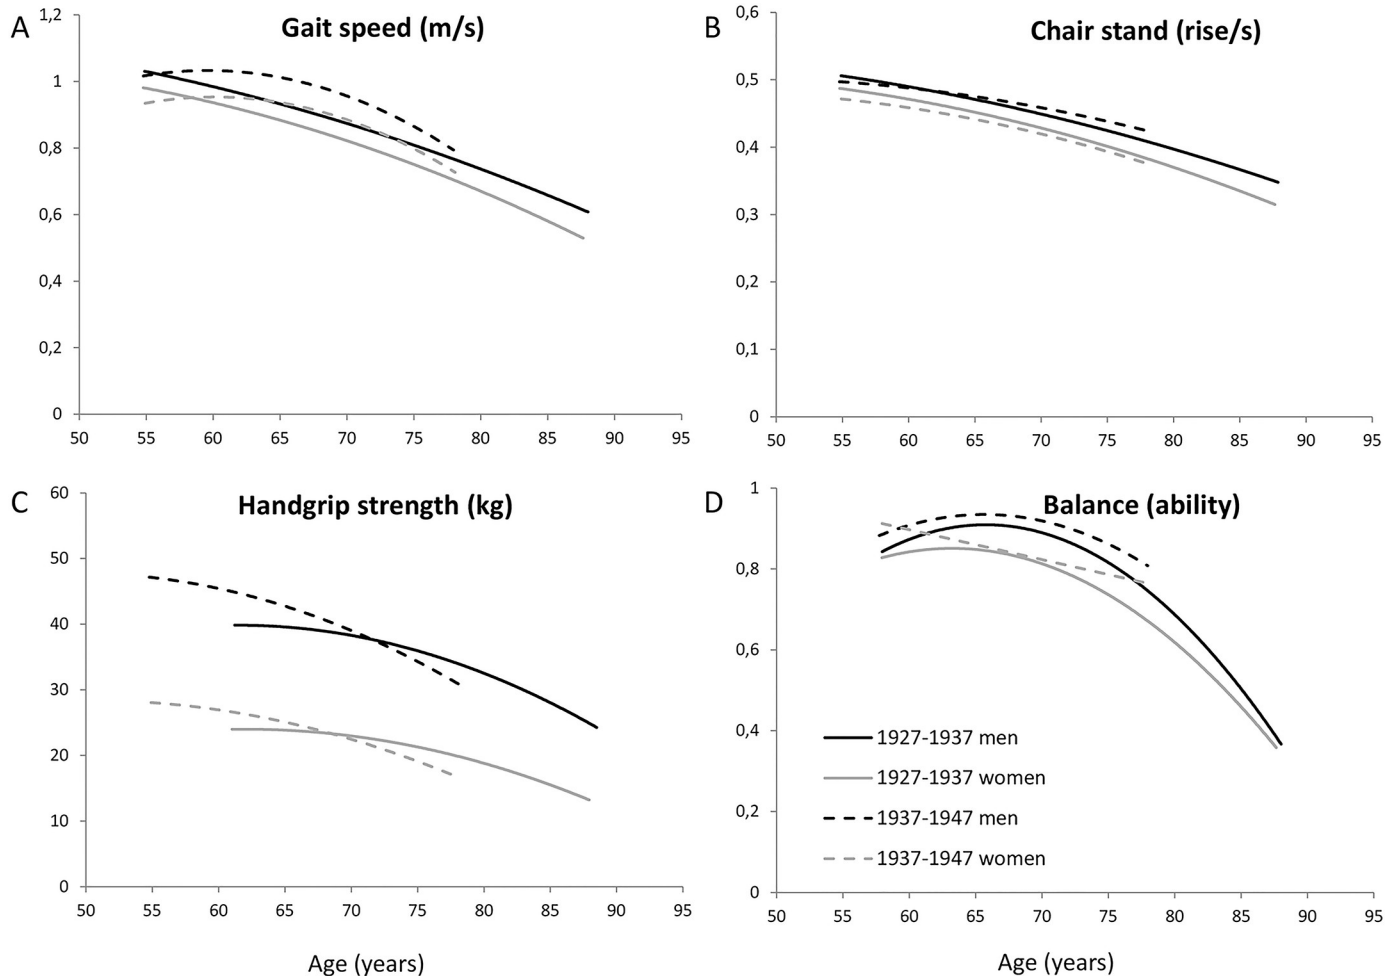 A
Gait speed (m/s)
1,2
1
0,8
0,6
0,4
0,2
0
50 55 60 65 70 75 80 85 90 95
B
Chair stand (rise/s)
0,6
0,5
0,4
0,3
0,2
0,1
0
50 55 60 65 70 75 80 85 90 95
C
Handgrip strength (kg)
60
50
40
30
20
10
0
50 55 60 65 70 75 80 85 90 95
Age (years)
D
Balance (ability)
1
0,8
0,6
0,4
0,2
0
1927-1937 men
1927-1937 women
1937-1947 men
1937-1947 women
50 55 60 65 70 75 80 85 90 95
Age (years)